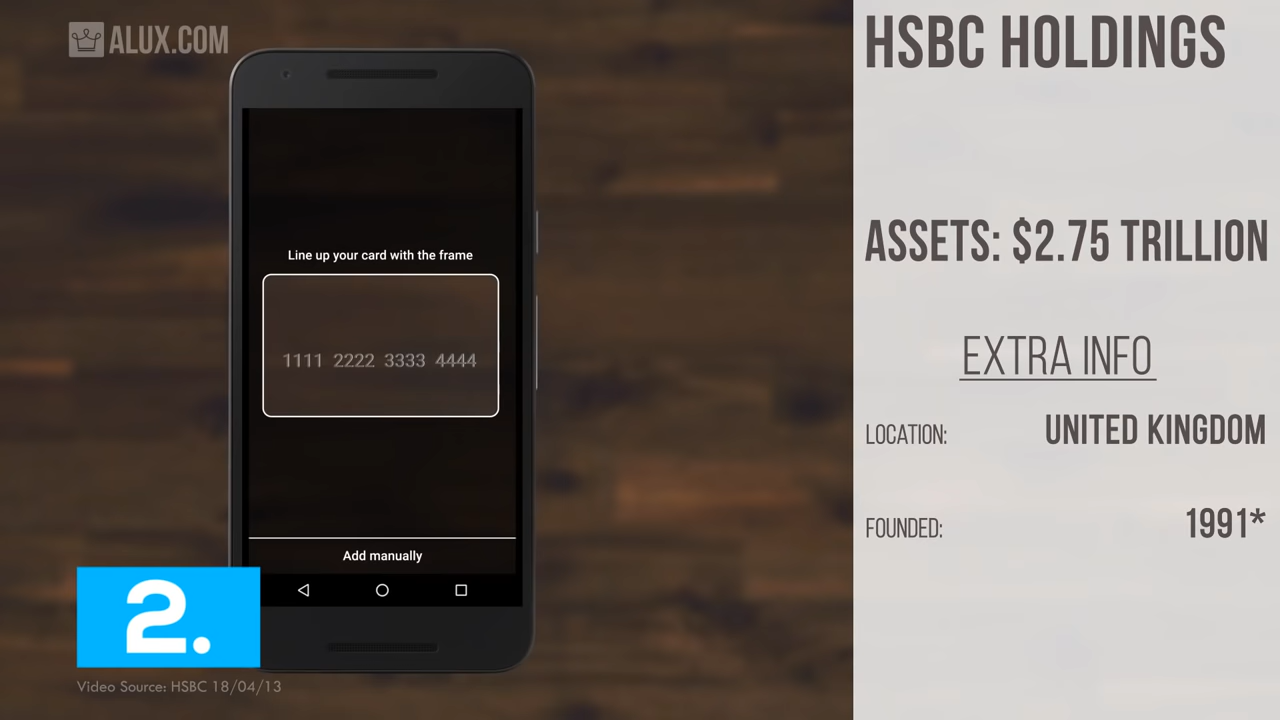 ALUX.COM
Line up your card with the frame
1111 2222 3333 4444
Add manually
2.
Video Source: HSBC 18/04/13
HSBC HOLDINGS
ASSETS: $2.75 TRILLION
EXTRA INFO
LOCATION: UNITED KINGDOM
FOUNDED: 1991*